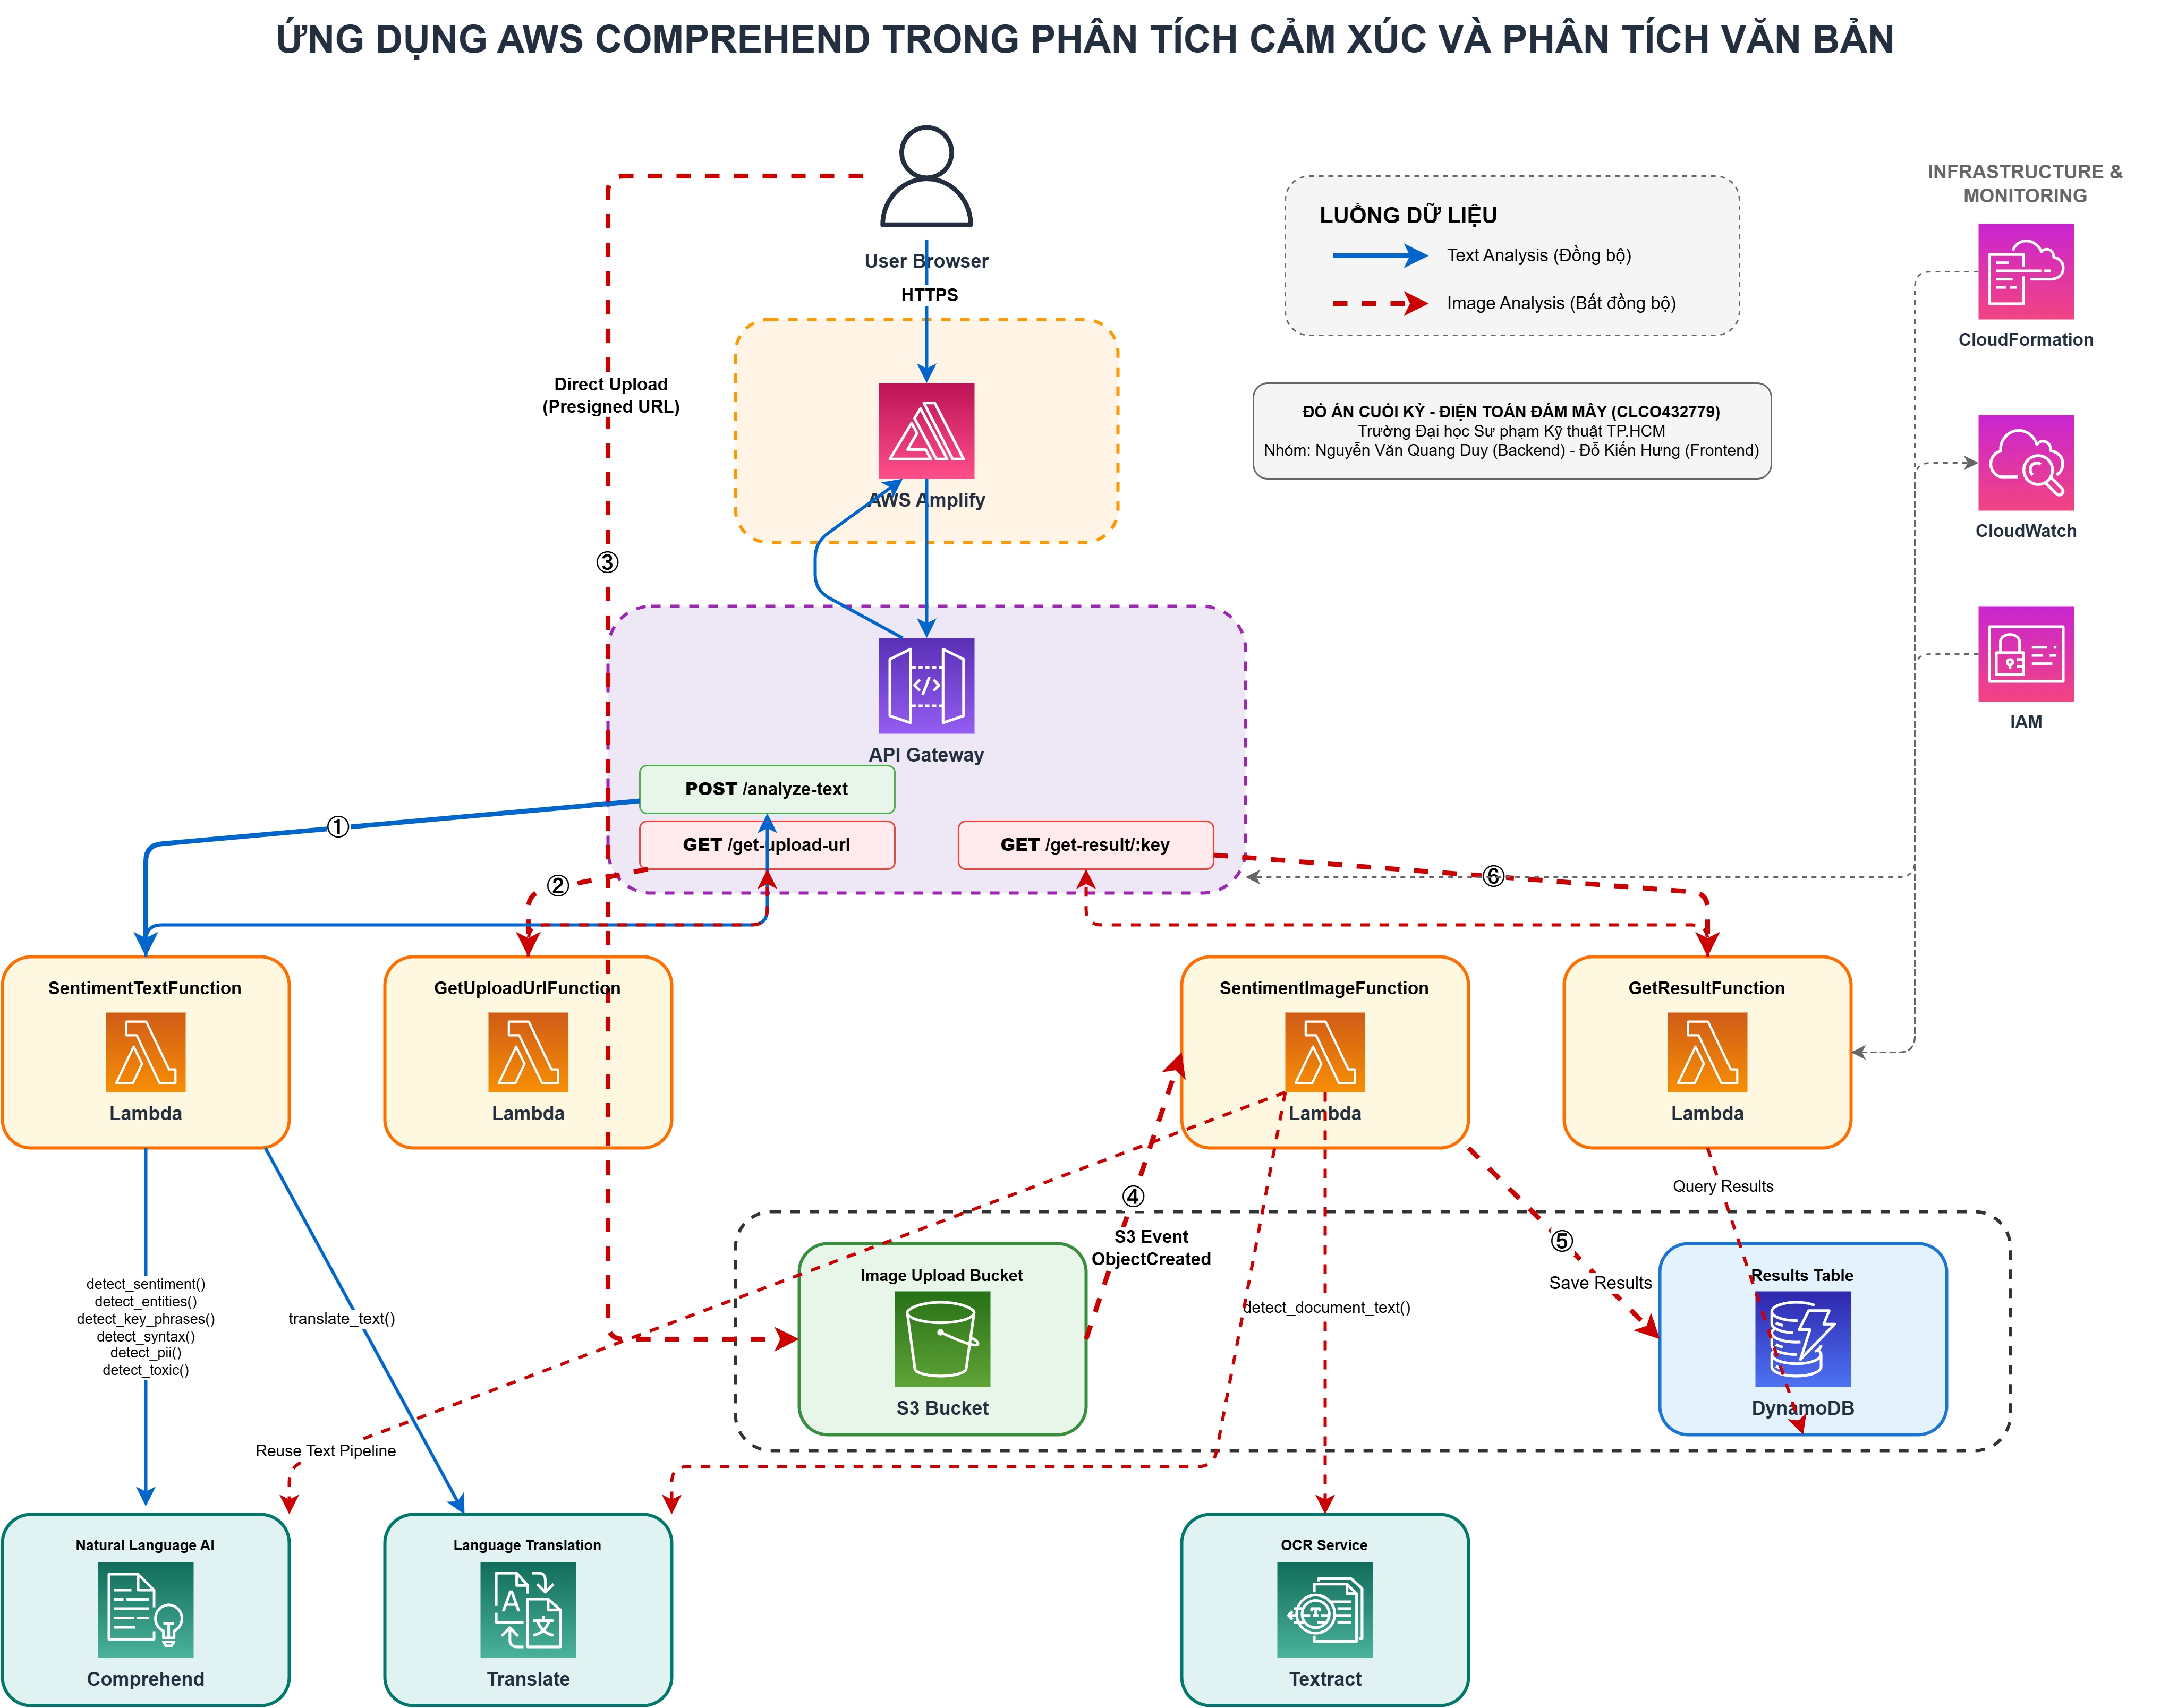 ỨNG DỤNG AWS COMPREHEND TRONG PHÂN TÍCH CẢM XÚC VÀ PHÂN TÍCH VĂN BẢN
INFRASTRUCTURE &
MONITORING
LUỒNG DỮ LIỆU
Text Analysis (Đồng bộ)
Image Analysis (Bất đồng bộ)
User Browser
HTTPS
CloudFormation
Direct Upload
(Presigned URL)
ĐỒ ÁN CUỐI KỲ - ĐIỆN TOÁN ĐÁM MÂY (CLCO432779)
Trường Đại học Sư phạm Kỹ thuật TP.HCM
Nhóm: Nguyễn Văn Quang Duy (Backend) - Đỗ Kiến Hưng (Frontend)
AWS Amplify
CloudWatch
③
IAM
API Gateway
POST /analyze-text
①
GET /get-upload-url
GET /get-result/:key
②
⑥
SentimentTextFunction
GetUploadUrlFunction
SentimentImageFunction
GetResultFunction
Lambda
Lambda
Lambda
Lambda
Query Results
④
S3 Event
ObjectCreated
⑤
Image Upload Bucket
Results Table
Save Results
detect_sentiment()
detect_entities()
detect_key_phrases()
detect_syntax()
detect_pii()
detect_toxic()
translate_text()
detect_document_text()
S3 Bucket
DynamoDB
Reuse Text Pipeline
Natural Language AI
Language Translation
OCR Service
A
文
T
Comprehend
Translate
Textract